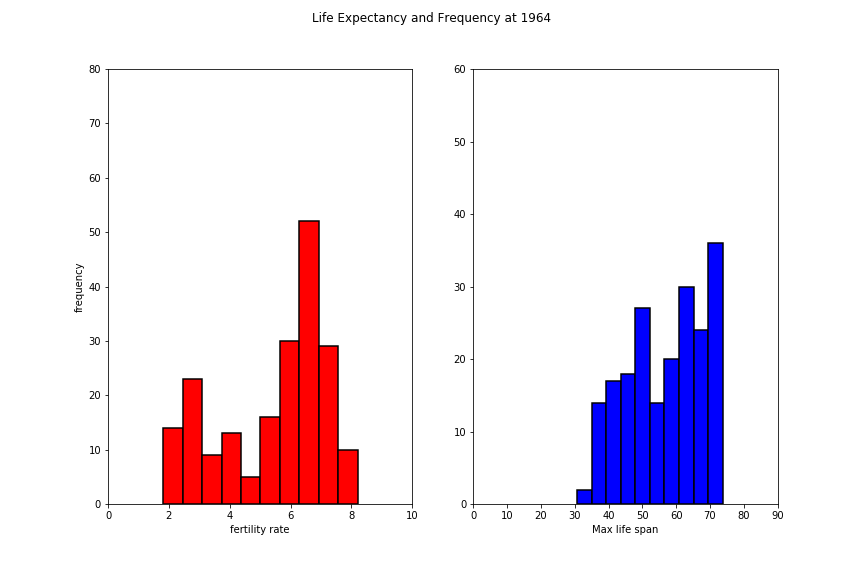 Life Expectancy and Frequency at 1964
80
70
60
50
40
30
20
10
0
frequency
0 2 4 6 8 10
fertility rate
60
50
40
30
20
10
0
0 10 20 30 40 50 60 70 80 90
Max life span